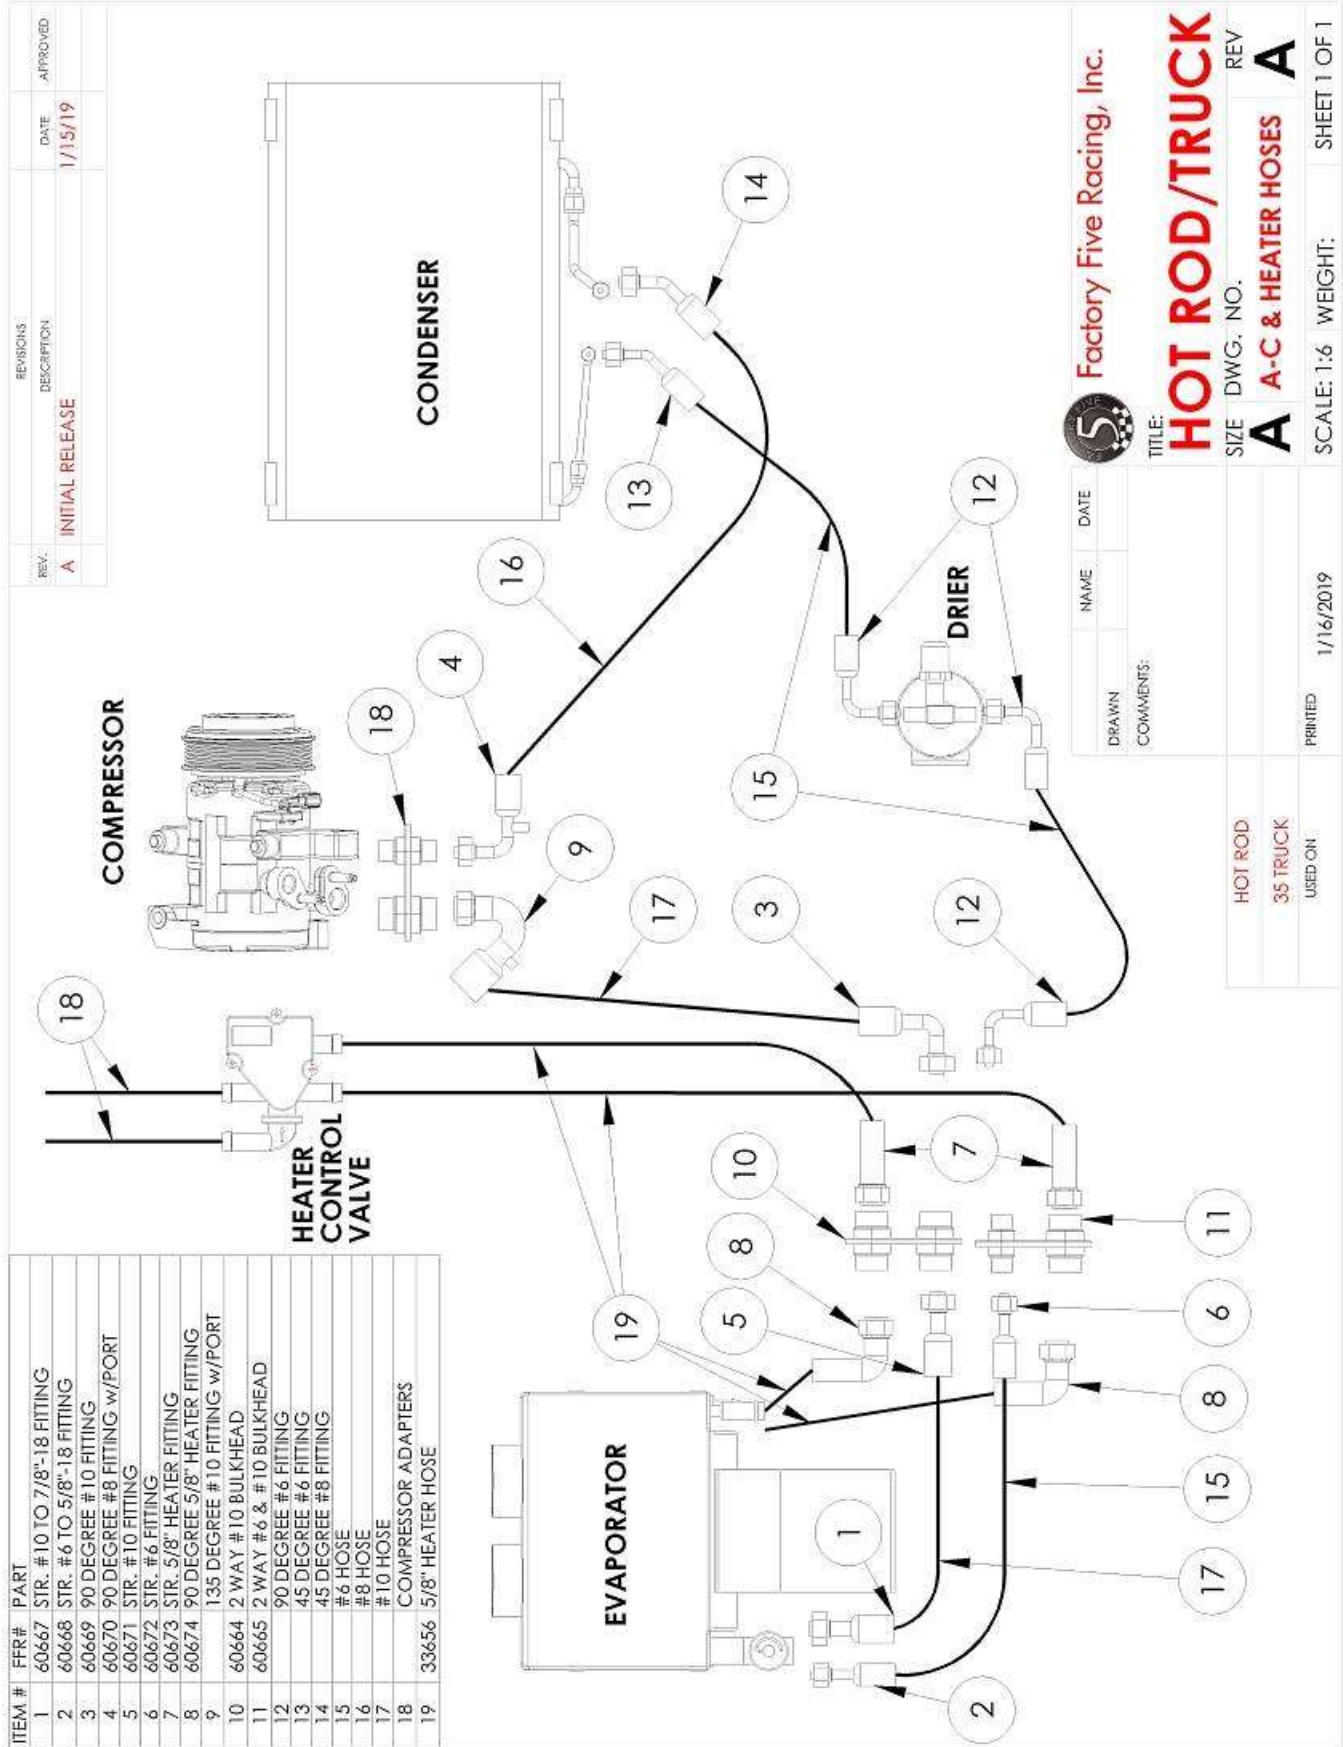 ITEM # FFR# PART
1 60667 STR. #10 TO 7/8"-18 FITTING
2 60668 STR. #6 TO 5/8"-18 FITTING
3 60669 90 DEGREE #10 FITTING
4 60670 90 DEGREE #8 FITTING w/PORT
5 60671 STR. #10 FITTING
6 60672 STR. #6 FITTING
7 60673 STR. 5/8" HEATER FITTING
8 60674 90 DEGREE 5/8" HEATER FITTING
9 135 DEGREE #10 FITTING w/PORT
10 60664 2 WAY #10 BULKHEAD
11 60665 2 WAY #6 & #10 BULKHEAD
12 90 DEGREE #6 FITTING
13 45 DEGREE #6 FITTING
14 45 DEGREE #8 FITTING
15 #6 HOSE
16 #8 HOSE
17 #10 HOSE
18 COMPRESSOR ADAPTERS
19 33656 5/8" HEATER HOSE
REVISIONS
REV. DESCRIPTION DATE APPROVED
A INITIAL RELEASE 1/15/19
18
HEATER
CONTROL
VALVE
COMPRESSOR
18
4
16
9
17
3
CONDENSER
13
14
12
15
DRIER
12
EVAPORATOR
19
5
8
10
7
1
2
17
15
8
6
11
HOT ROD
35 TRUCK
USED ON
PRINTED 1/16/2019
NAME DATE
DRAWN
COMMENTS:
5
Factory Five Racing, Inc.
TITLE:
HOT ROD/TRUCK
SIZE DWG. NO. REV
A A-C & HEATER HOSES A
SCALE: 1:6 WEIGHT: SHEET 1 OF 1